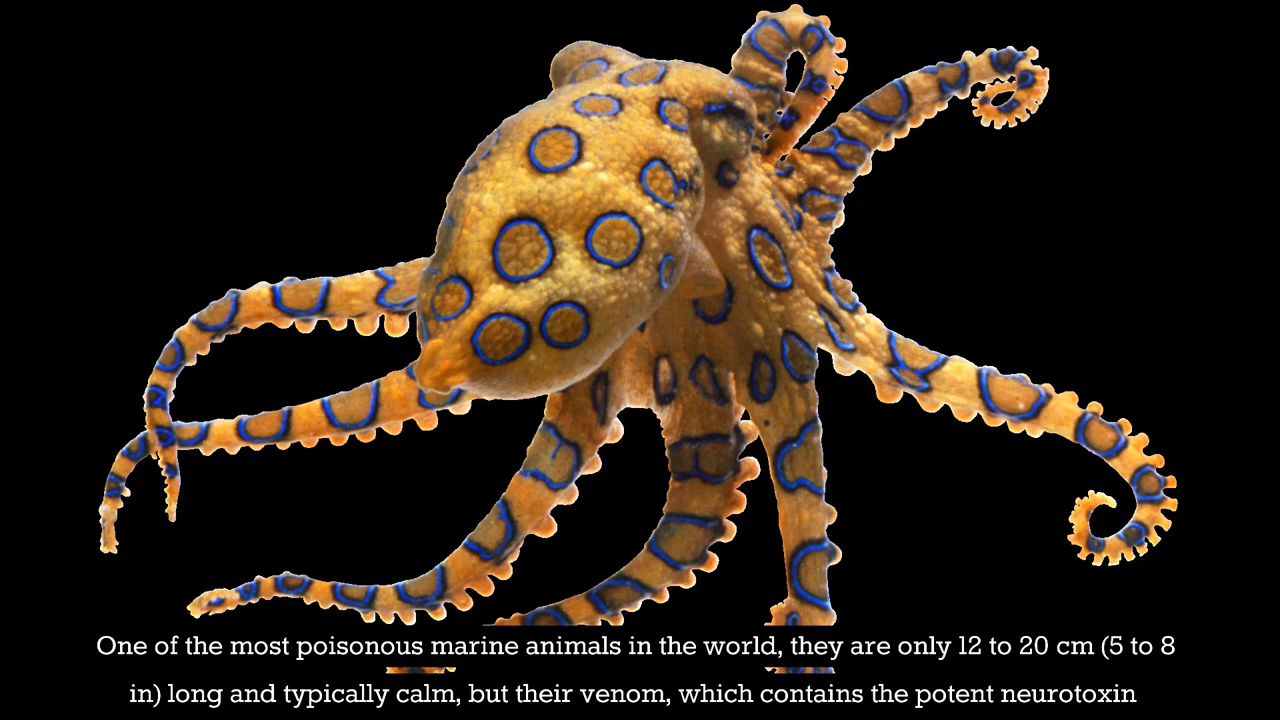 One of the most poisonous marine animals in the world, they are only 12 to 20 cm (5 to 8
in) long and typically calm, but their venom, which contains the potent neurotoxin